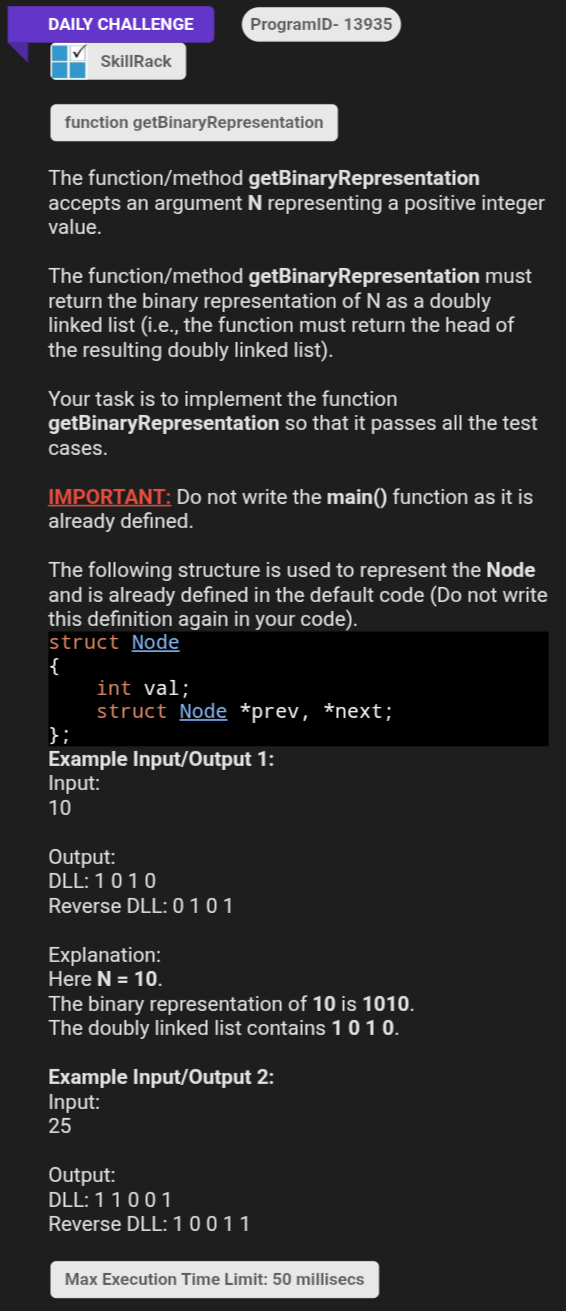 DAILY CHALLENGE
ProgramID- 13935
SkillRack
function getBinaryRepresentation
The function/method getBinaryRepresentation
accepts an argument N representing a positive integer
value.
The function/method getBinaryRepresentation must
return the binary representation of N as a doubly
linked list (i.e., the function must return the head of
the resulting doubly linked list).
Your task is to implement the function
getBinaryRepresentation so that it passes all the test
cases.
IMPORTANT: Do not write the main() function as it is
already defined.
The following structure is used to represent the Node
and is already defined in the default code (Do not write
this definition again in your code).
struct Node
{
    int val;
    struct Node *prev, *next;
};
Example Input/Output 1:
Input:
10
Output:
DLL: 1 0 1 0
Reverse DLL: 0 1 0 1
Explanation:
Here N = 10.
The binary representation of 10 is 1010.
The doubly linked list contains 1 0 1 0.
Example Input/Output 2:
Input:
25
Output:
DLL: 1 1 0 0 1
Reverse DLL: 1 0 0 1 1
Max Execution Time Limit: 50 millisecs